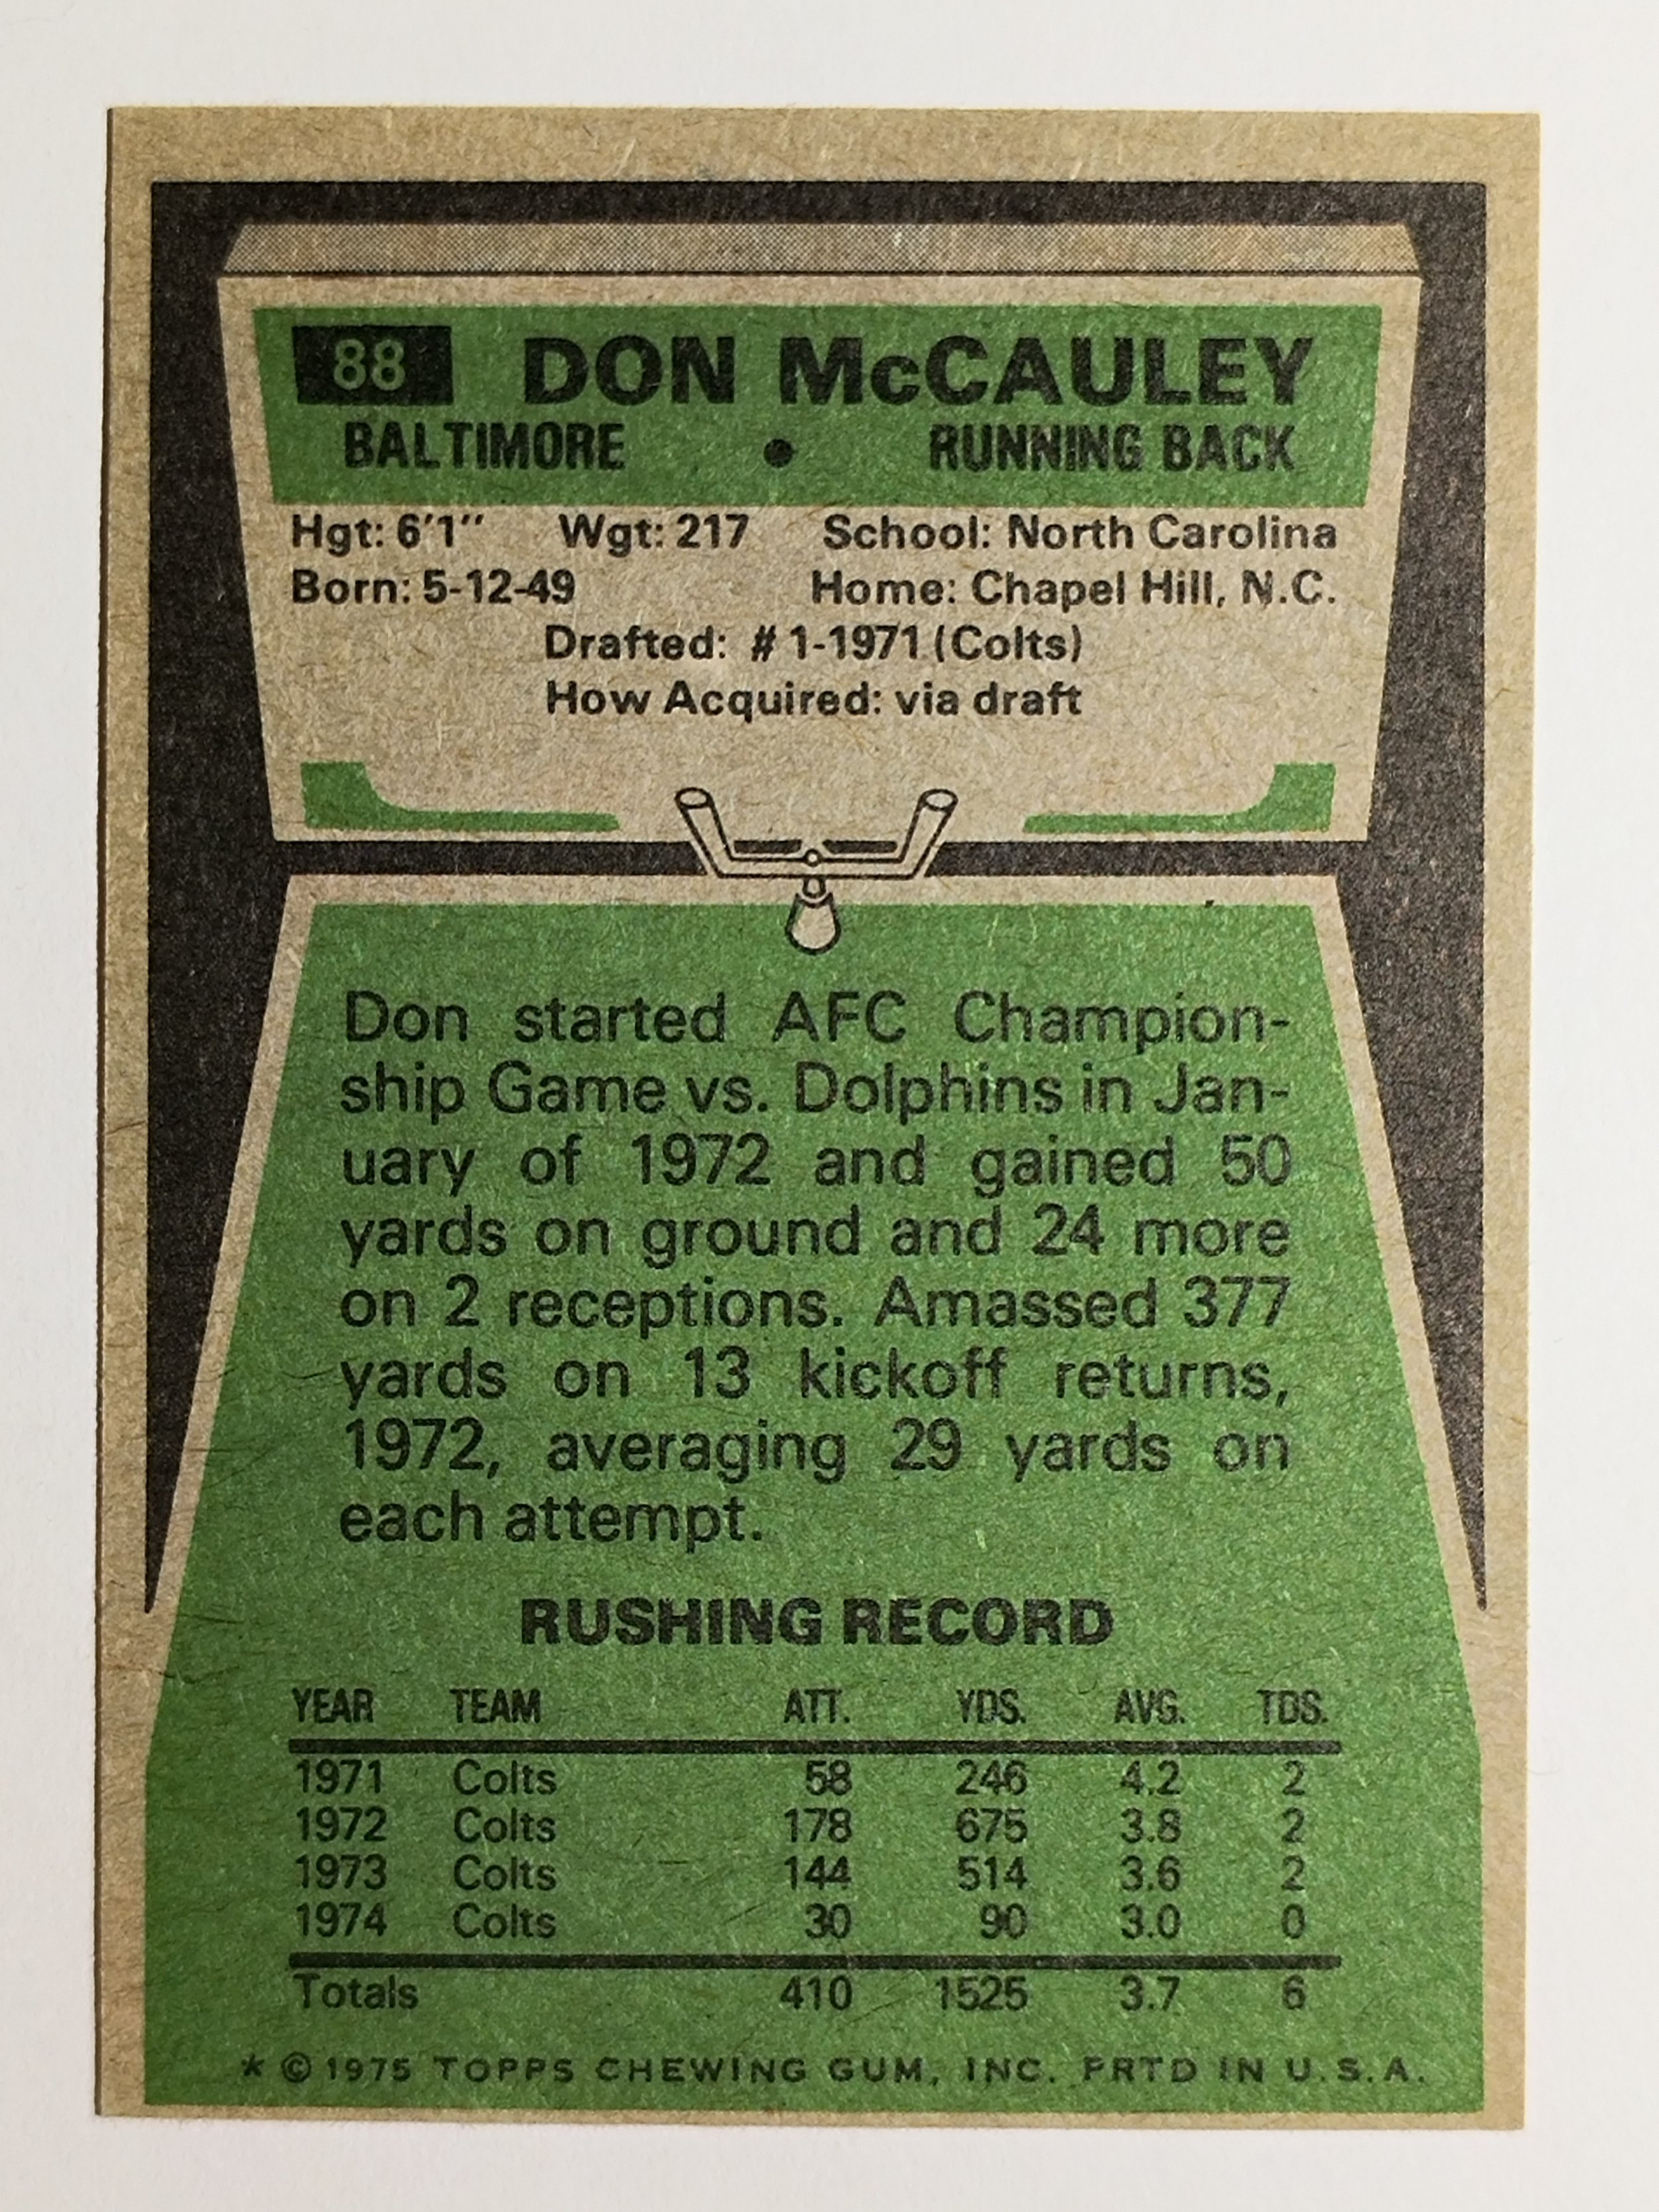 88 DON McCAULEY
BALTIMORE • RUNNING BACK
Hgt: 6'1'' Wgt: 217 School: North Carolina
Born: 5-12-49 Home: Chapel Hill, N.C.
Drafted: # 1-1971 (Colts)
How Acquired: via draft
Don started AFC Champion-
ship Game vs. Dolphins in Jan-
uary of 1972 and gained 50
yards on ground and 24 more
on 2 receptions. Amassed 377
yards on 13 kickoff returns,
1972, averaging 29 yards on
each attempt.
RUSHING RECORD
YEAR TEAM ATT. YDS. AVG. TDS.
1971 Colts 58 246 4.2 2
1972 Colts 178 675 3.8 2
1973 Colts 144 514 3.6 2
1974 Colts 30 90 3.0 0
Totals 410 1525 3.7 6
* © 1975 TOPPS CHEWING GUM, INC. PRTD IN U.S.A.